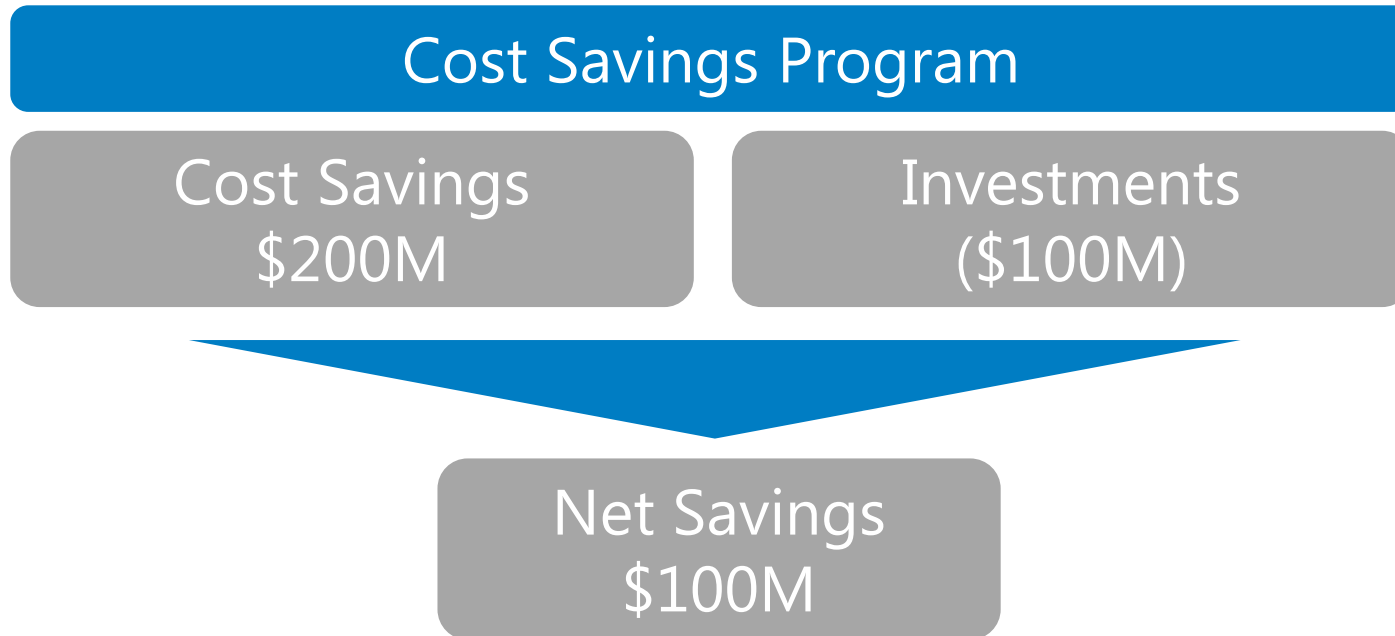 Cost Savings Program
Cost Savings
$200M
Investments
($100M)
Net Savings
$100M